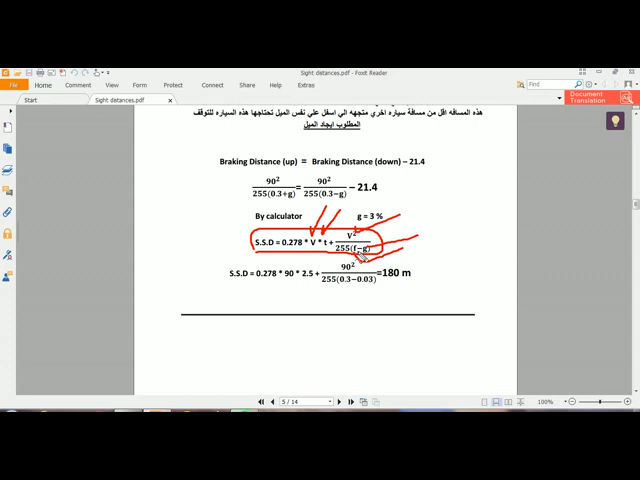 Sight distances.pdf - Foxit Reader
File Home Comment View Form Protect Share Help Extras
Find
Start Sight distances.pdf
Document Translation
هذه المسافه اقل من مسافة سياره اخري متجهه الي اسفل علي نفس الميل تحتاجها هذه السياره للتوقف
المطلوب ايجاد الميل
Braking Distance (up) = Braking Distance (down) – 21.4
90² / 255(0.3+g) = 90² / 255(0.3−g) − 21.4
By calculator g = 3 %
S.S.D = 0.278 * V * t + V² / 255(f−g)
S.S.D = 0.278 * 90 * 2.5 + 90² / 255(0.3−0.03) =180 m
5 / 14
100%